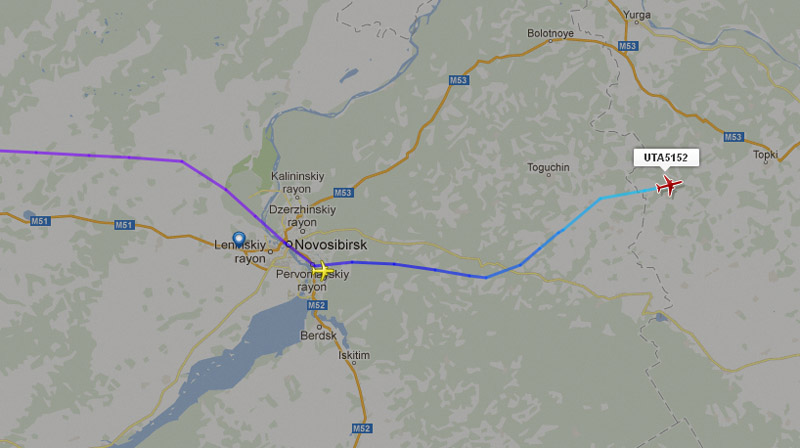 Yurga
Bolotnoye
M53
M53
M53
Topki
UTA5152
Toguchin
Kalininskiy
rayon
M53
Dzerzhinskiy
rayon
M51
M51
Leninskiy
rayon
Novosibirsk
Pervomayskiy
rayon
M52
Berdsk
Iskitim
M52